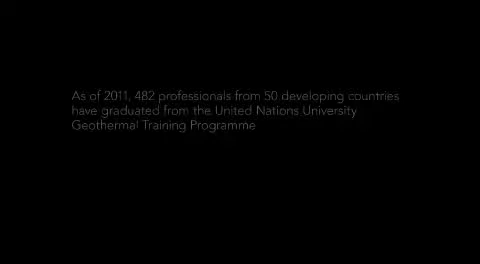 As of 2011, 482 professionals from 50 developing countries
have graduated from the United Nations University
Geothermal Training Programme